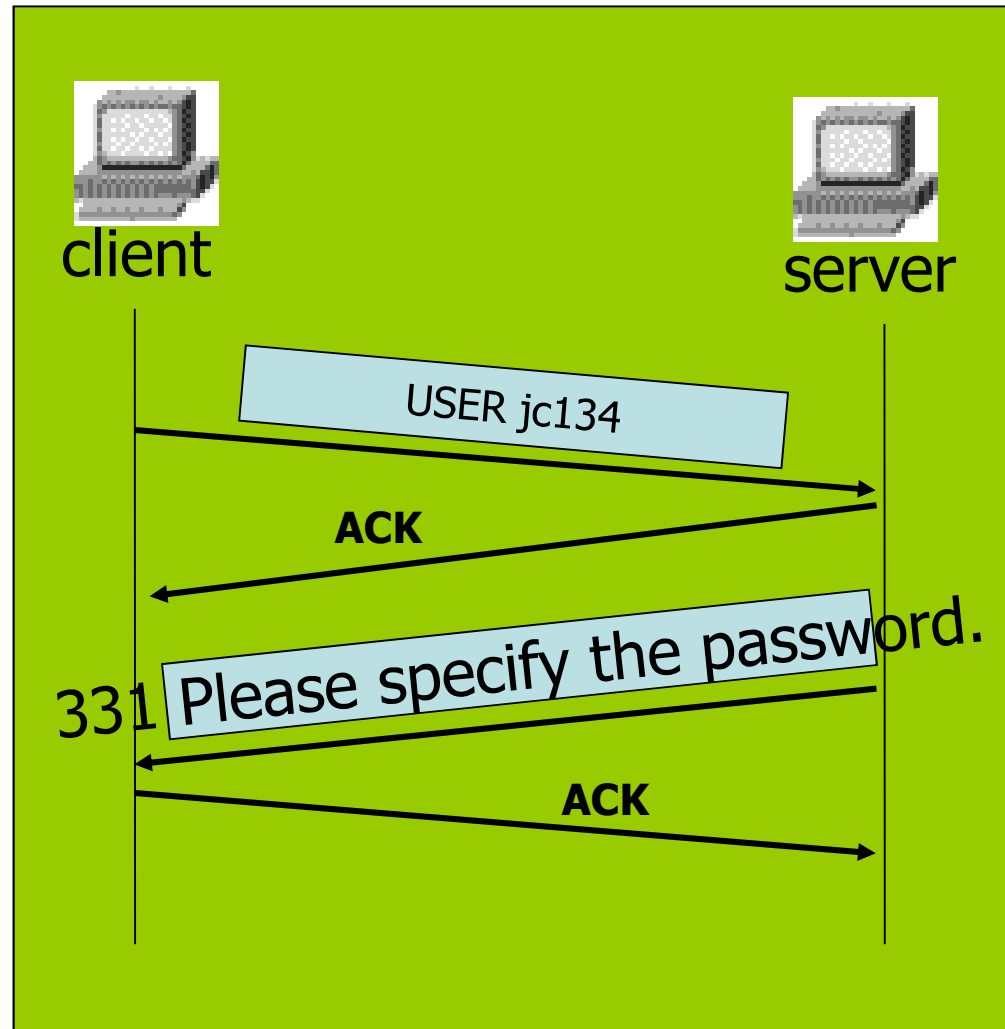 client
server
USER jc134
ACK
331 Please specify the password.
ACK